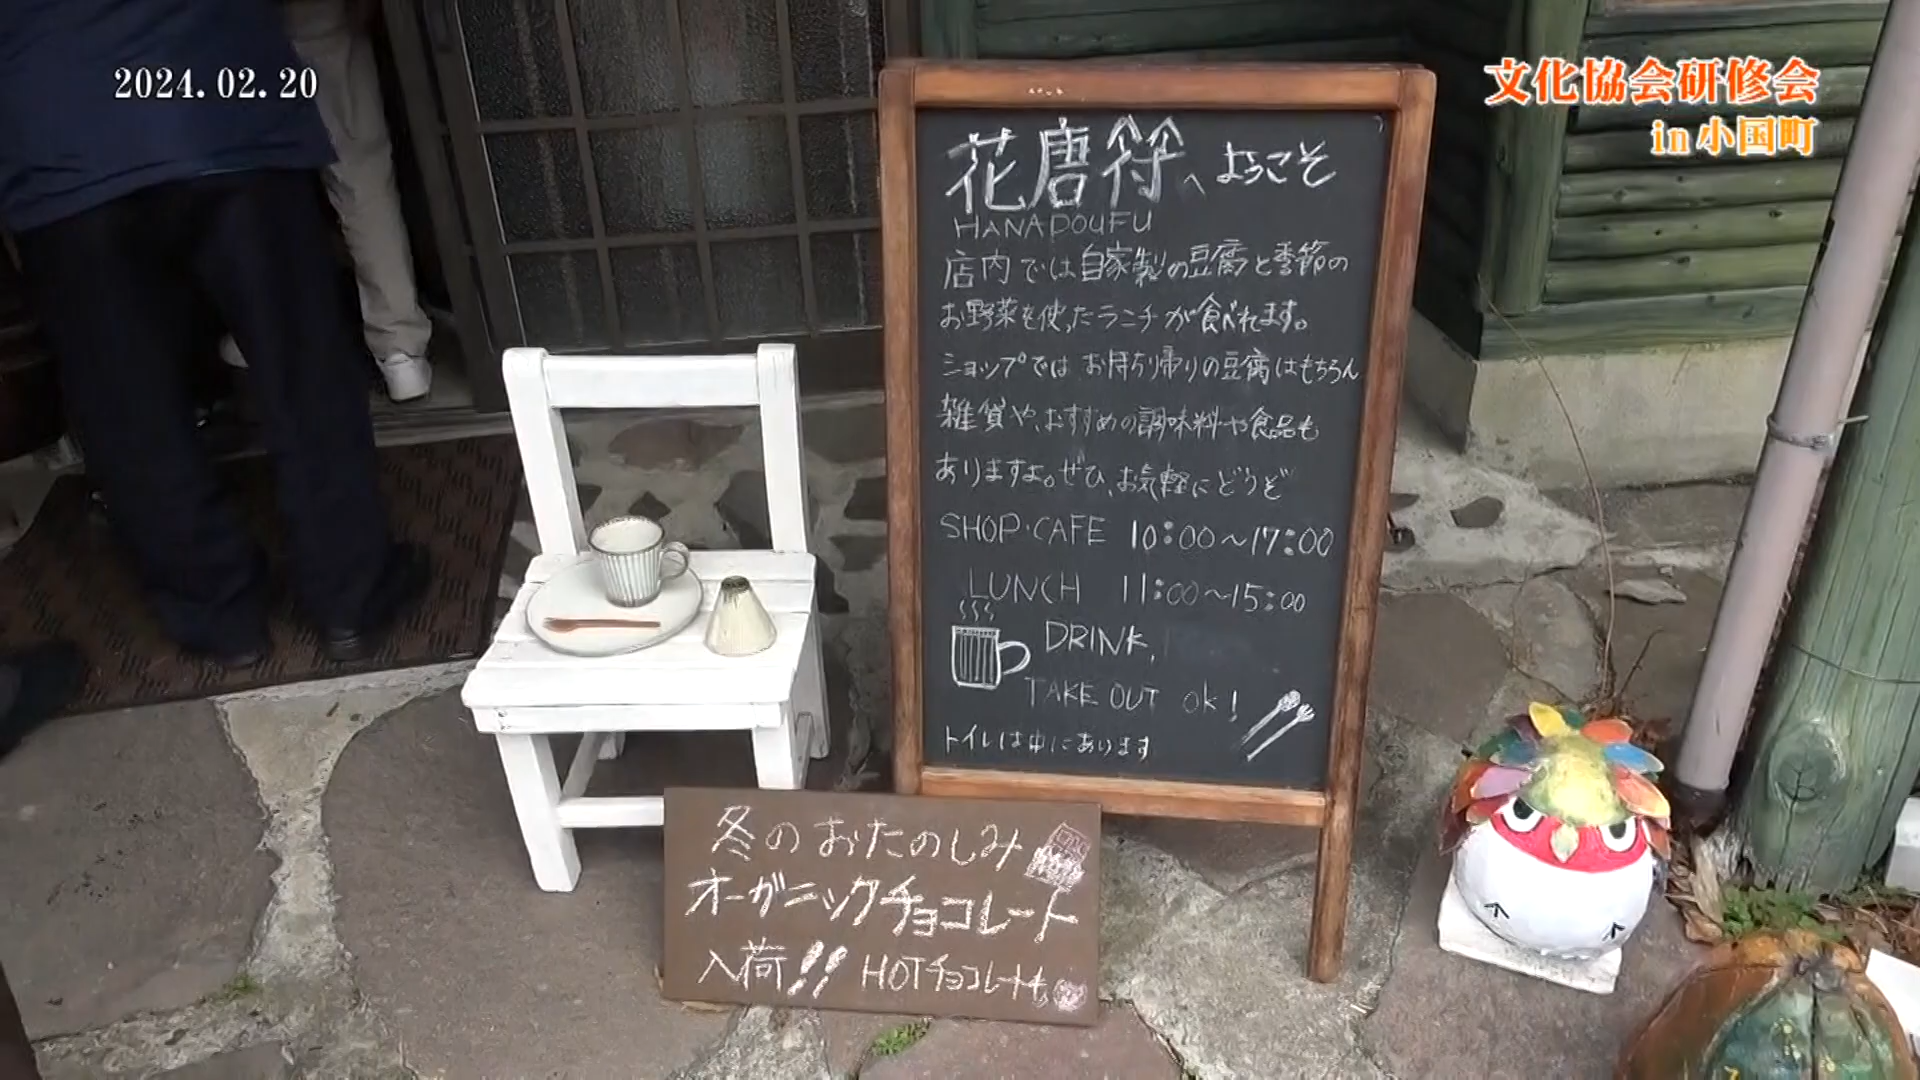 2024.02.20
文化協会研修会
in小国町
花唐符へようこそ
HANADOUFU
店内では自家製の豆腐と季節の
お野菜を使ったランチが食べれます。
ショップではお持ち帰りの豆腐はもちろん
雑貨や、おすすめの調味料や食品も
ありますよ。ぜひ、お気軽にどうぞ
SHOP・CAFE 10:00〜17:00
LUNCH 11:00〜15:00
DRINK,
TAKE OUT ok!
トイレは中にあります
冬のおたのしみ
オーガニックチョコレート
入荷!! HOTチョコレートも